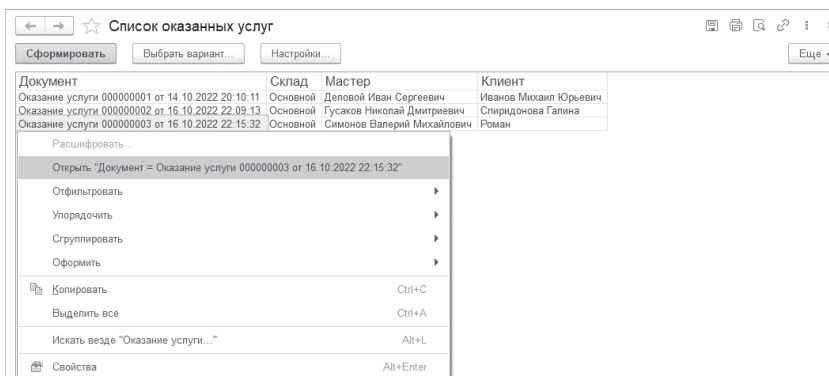 Список оказанных услуг
Сформировать Выбрать вариант... Настройки... Еще
Документ Склад Мастер Клиент
Оказание услуги 000000001 от 14.10.2022 20:10:11 Основной Деловой Иван Сергеевич Иванов Михаил Юрьевич
Оказание услуги 000000002 от 16.10.2022 22:09:13 Основной Гусаков Николай Дмитриевич Спиридонова Галина
Оказание услуги 000000003 от 16.10.2022 22:15:32 Основной Симонов Валерий Михайлович Роман
Расшифровать...
Открыть "Документ = Оказание услуги 000000003 от 16.10.2022 22:15:32"
Отфильтровать
Упорядочить
Сгруппировать
Оформить
Копировать Ctrl+C
Выделить все Ctrl+A
Искать везде "Оказание услуги..." Alt+L
Свойства Alt+Enter